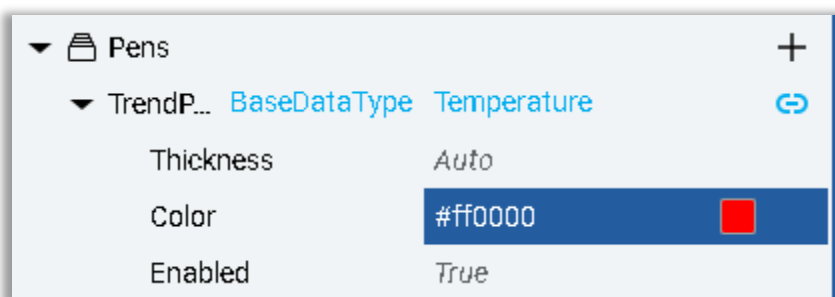 Pens
TrendP... BaseDataType Temperature
Thickness Auto
Color #ff0000
Enabled True